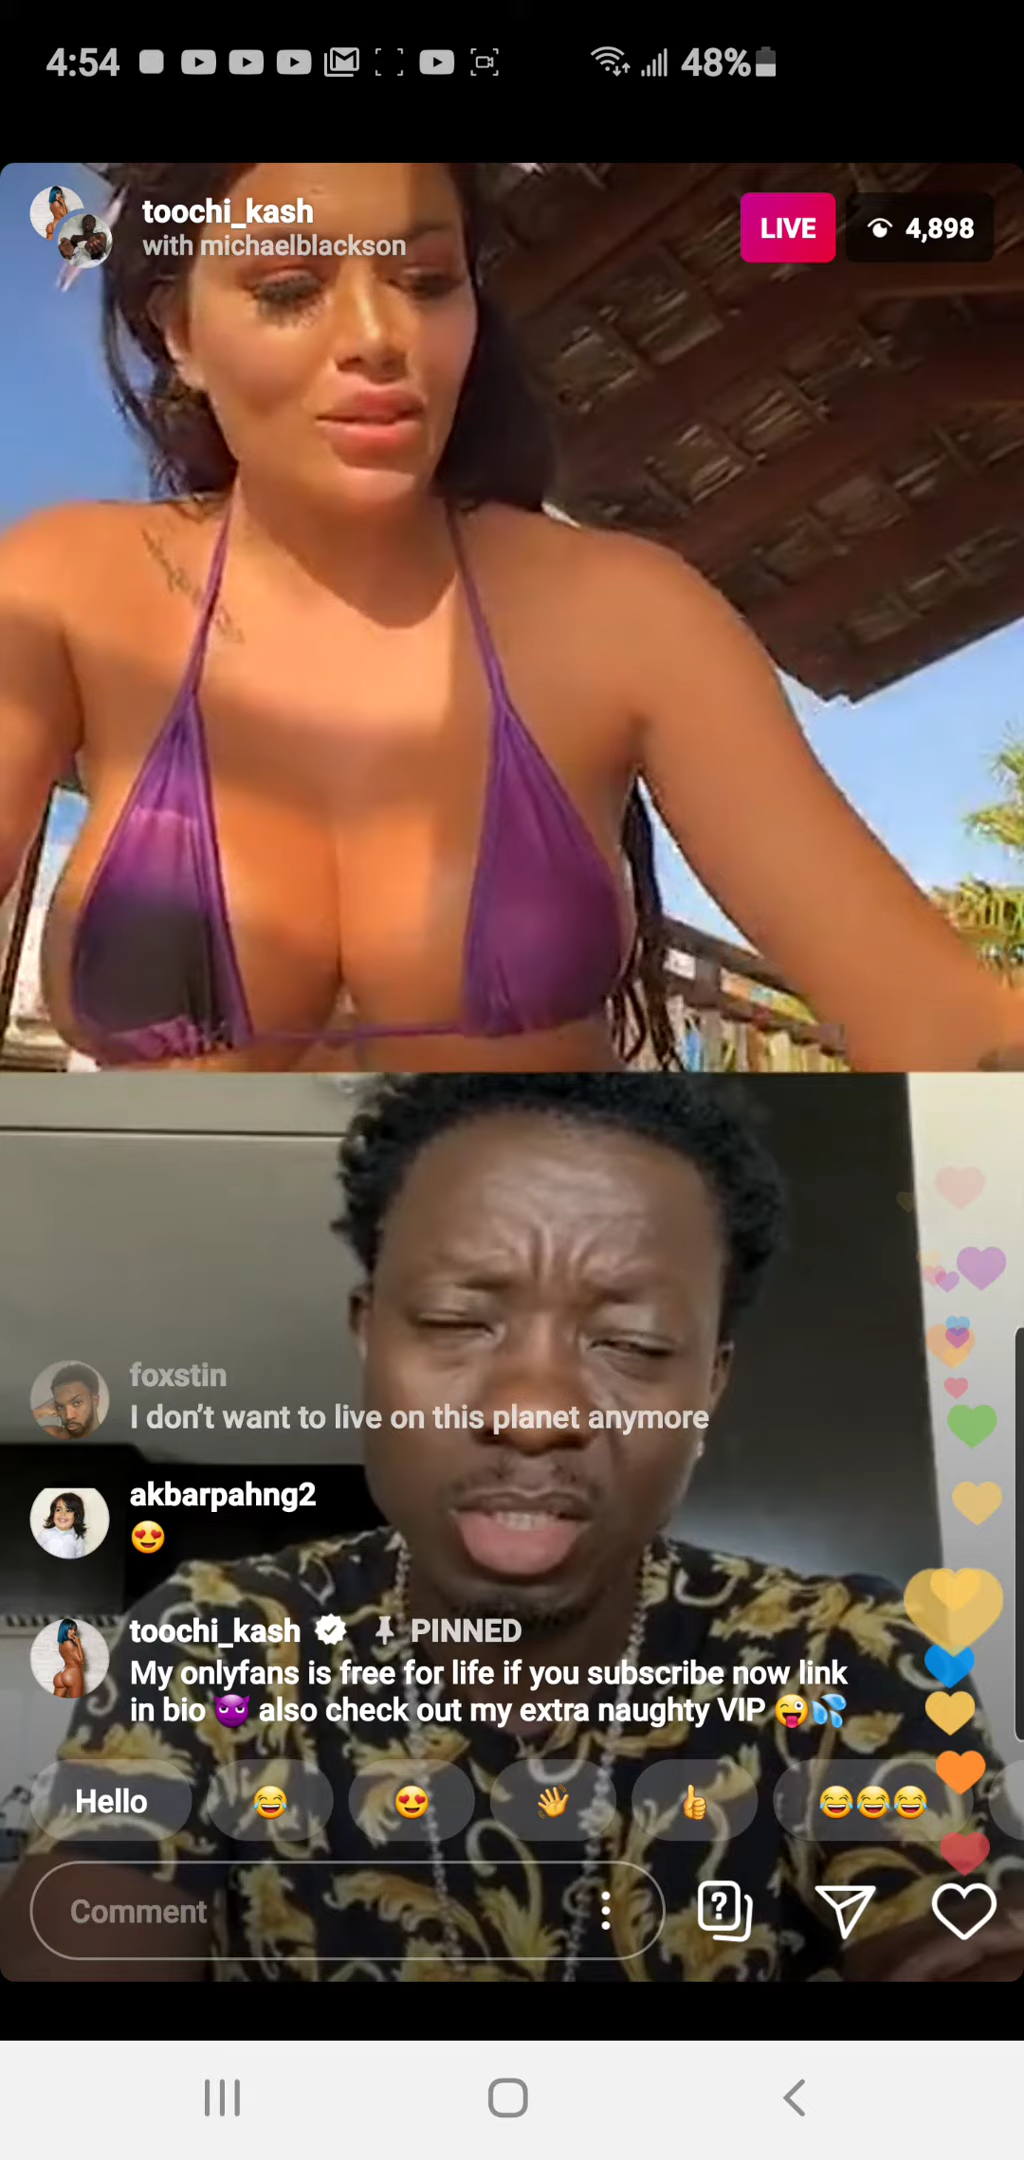 4:54
48%
toochi_kash
with michaelblackson
LIVE
4,898
foxstin
I don't want to live on this planet anymore
akbarpahng2
😍
toochi_kash PINNED
My onlyfans is free for life if you subscribe now link
in bio 😈 also check out my extra naughty VIP 😜💦
Hello 😂 😍 👋 👍 😂😂😂
Comment